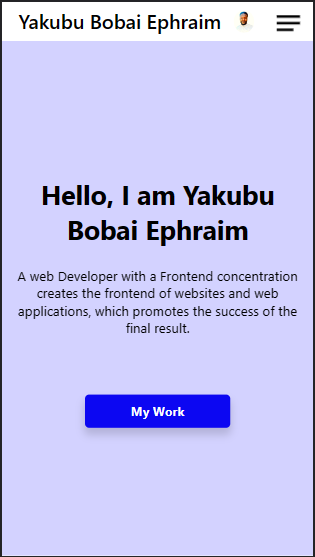 Yakubu Bobai Ephraim
Hello, I am Yakubu
Bobai Ephraim
A web Developer with a Frontend concentration
creates the frontend of websites and web
applications, which promotes the success of the
final result.
My Work